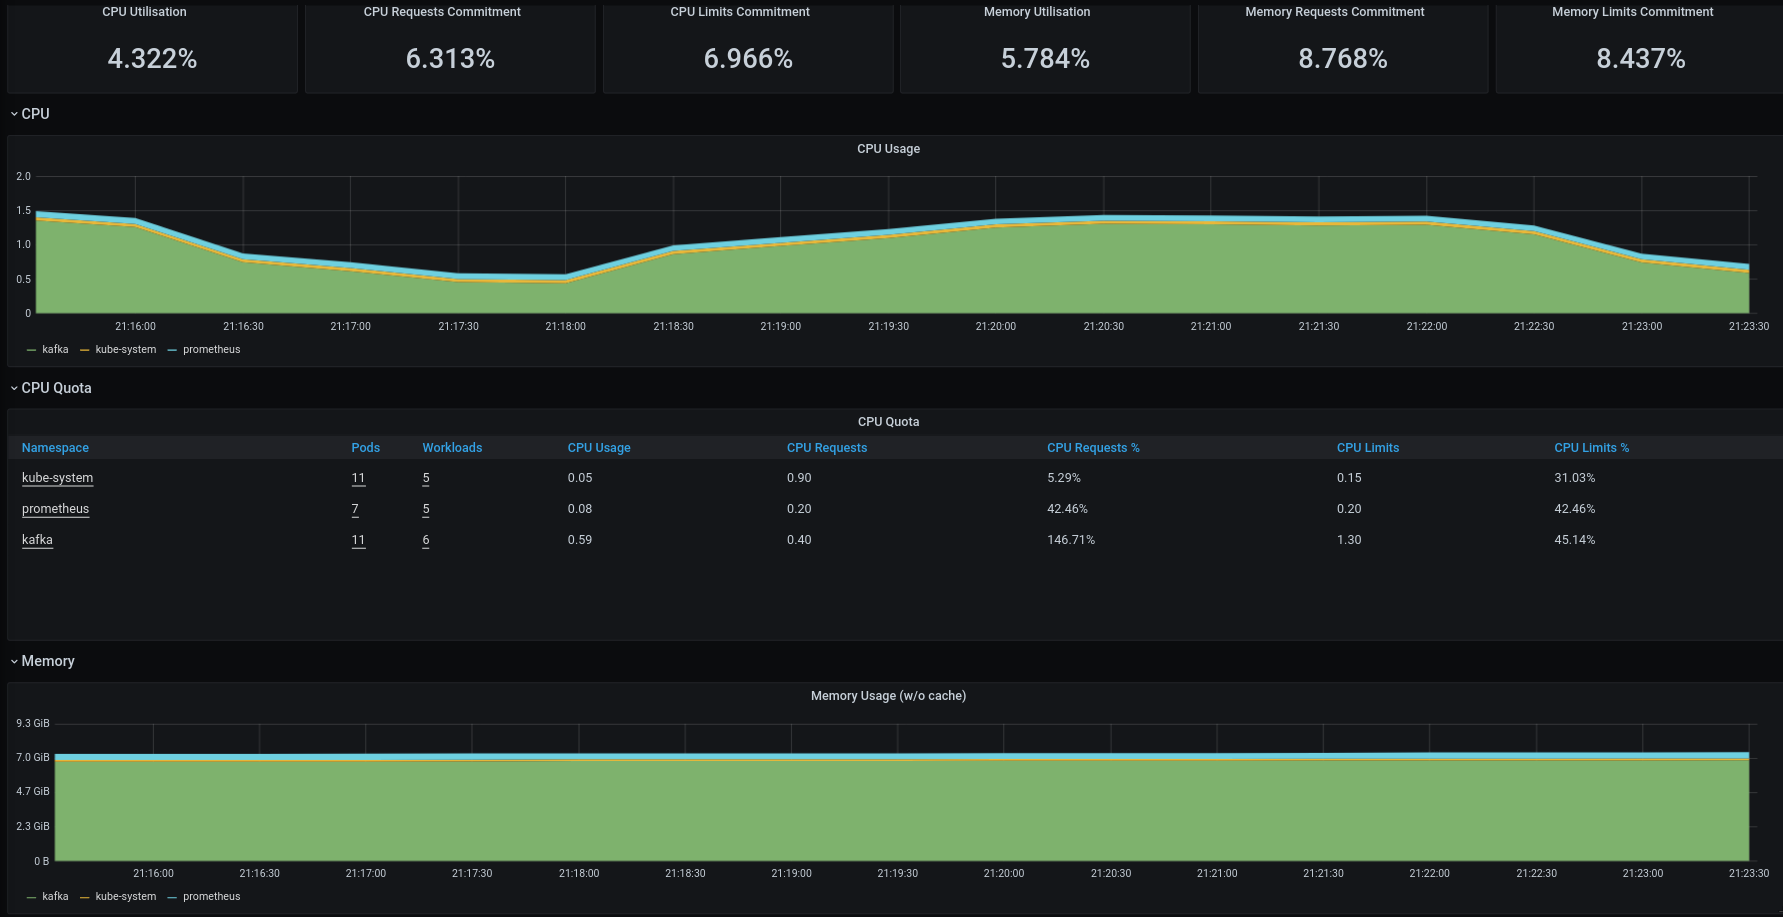 CPU Utilisation CPU Requests Commitment CPU Limits Commitment Memory Utilisation Memory Requests Commitment Memory Limits Commitment
4.322% 6.313% 6.966% 5.784% 8.768% 8.437%
CPU
CPU Usage
2.0
1.5
1.0
0.5
0
21:16:00 21:16:30 21:17:00 21:17:30 21:18:00 21:18:30 21:19:00 21:19:30 21:20:00 21:20:30 21:21:00 21:21:30 21:22:00 21:22:30 21:23:00 21:23:30
kafka kube-system prometheus
CPU Quota
CPU Quota
Namespace Pods Workloads CPU Usage CPU Requests CPU Requests % CPU Limits CPU Limits %
kube-system 11 5 0.05 0.90 5.29% 0.15 31.03%
prometheus 7 5 0.08 0.20 42.46% 0.20 42.46%
kafka 11 6 0.59 0.40 146.71% 1.30 45.14%
Memory
Memory Usage (w/o cache)
9.3 GiB
7.0 GiB
4.7 GiB
2.3 GiB
0 B
21:16:00 21:16:30 21:17:00 21:17:30 21:18:00 21:18:30 21:19:00 21:19:30 21:20:00 21:20:30 21:21:00 21:21:30 21:22:00 21:22:30 21:23:00 21:23:30
kafka kube-system prometheus